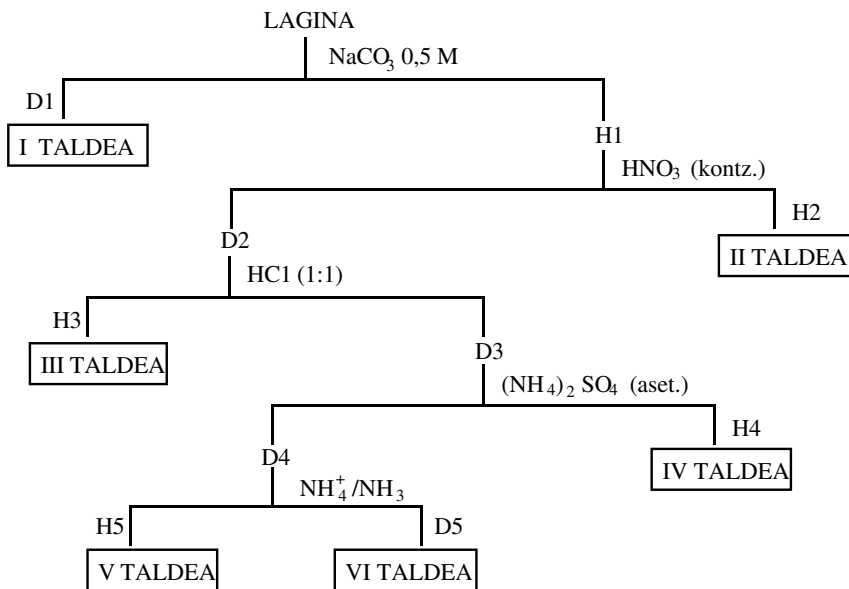 LAGINA
NaCO₃ 0,5 M
D1
I TALDEA
H1
HNO₃ (kontz.)
D2
H2
II TALDEA
HC1 (1:1)
H3
III TALDEA
D3
(NH₄)₂ SO₄ (aset.)
D4
H4
IV TALDEA
NH₄⁺/NH₃
H5
D5
V TALDEA
VI TALDEA